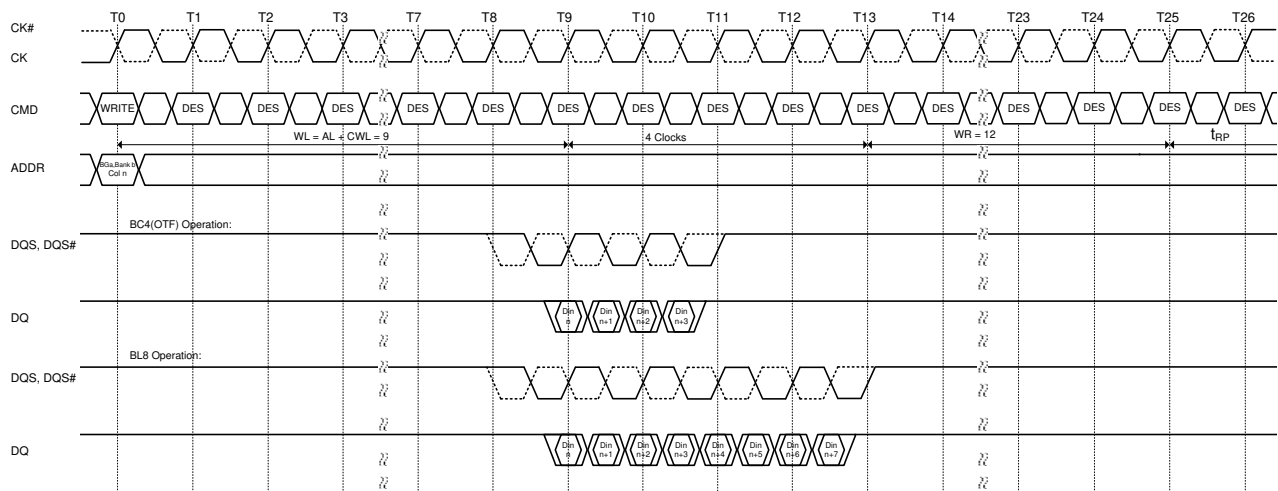 T0 T1 T2 T3 T7 T8 T9 T10 T11 T12 T13 T14 T23 T24 T25 T26
CK#
CK
CMD WRITE DES DES DES DES DES DES DES DES DES DES DES DES DES DES DES
WL = AL + CWL = 9 4 Clocks WR = 12 tRP
ADDR BGa,Bank b
Col n
BC4(OTF) Operation:
DQS, DQS#
DQ Din Din Din Din
n n+1 n+2 n+3
BL8 Operation:
DQS, DQS#
DQ Din Din Din Din Din Din Din Din
n n+1 n+2 n+3 n+4 n+5 n+6 n+7